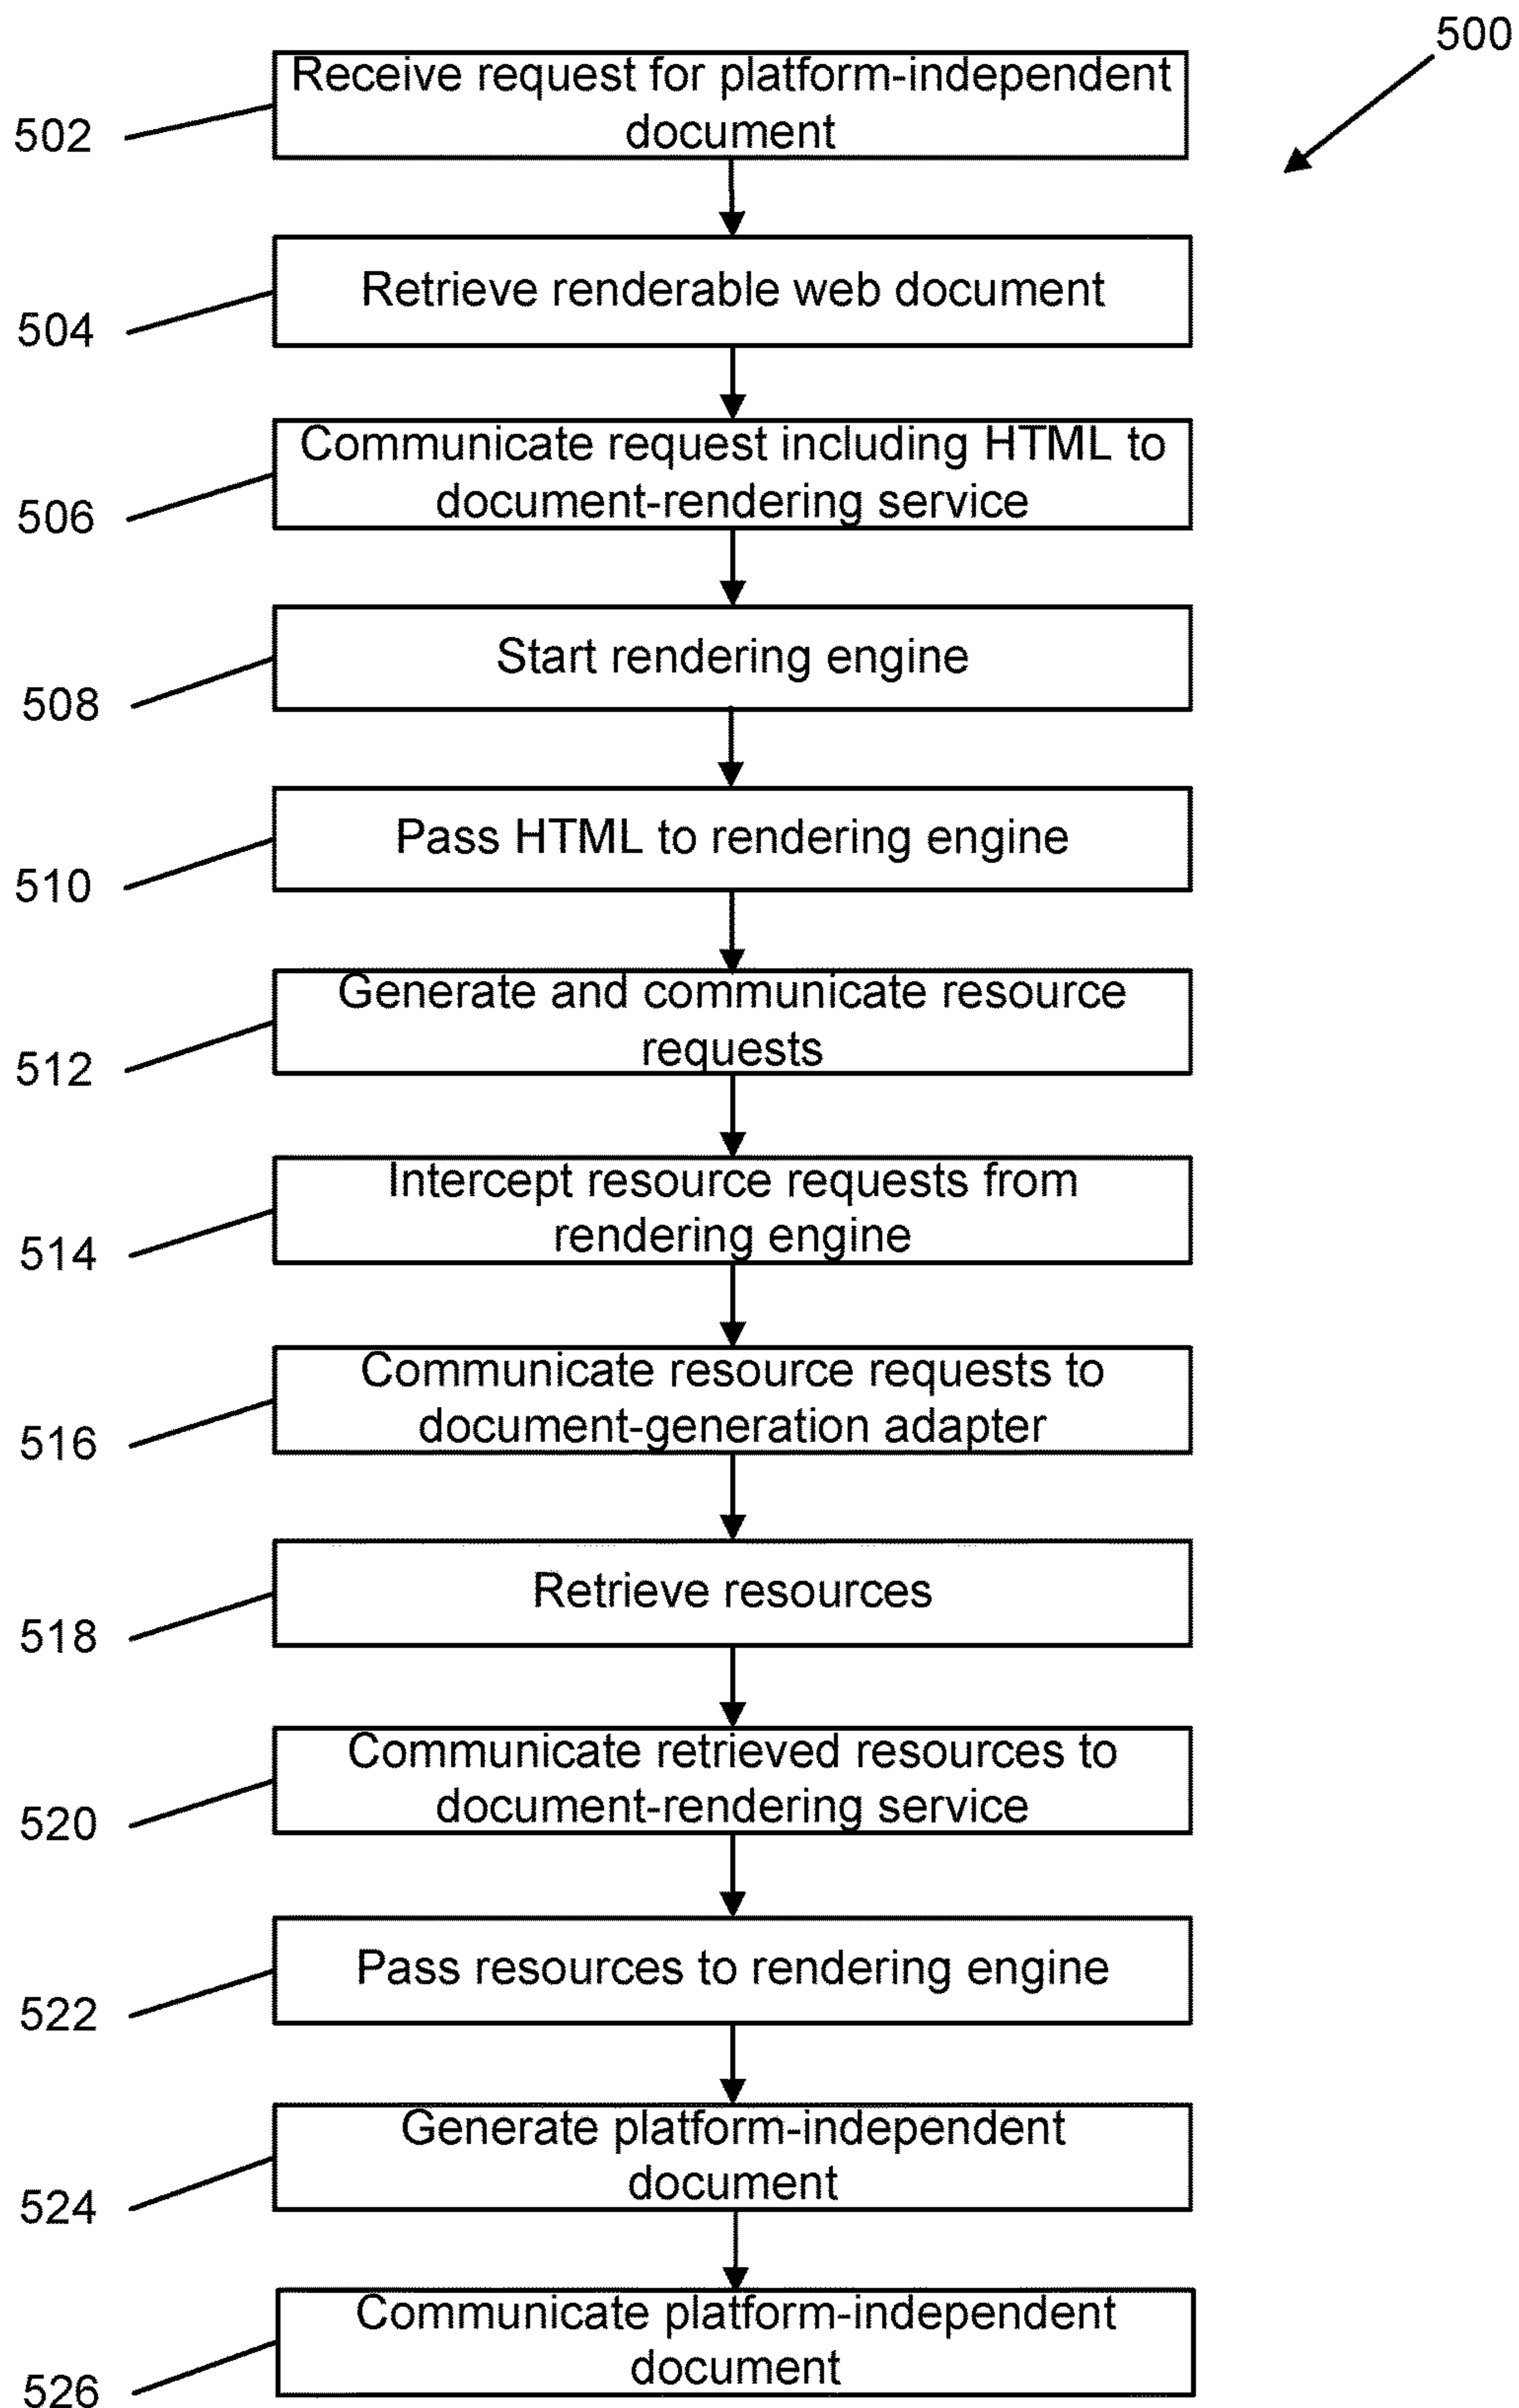 500
Receive request for platform-independent
document
502
Retrieve renderable web document
504
Communicate request including HTML to
document-rendering service
506
Start rendering engine
508
Pass HTML to rendering engine
510
Generate and communicate resource
requests
512
Intercept resource requests from
rendering engine
514
Communicate resource requests to
document-generation adapter
516
Retrieve resources
518
Communicate retrieved resources to
document-rendering service
520
Pass resources to rendering engine
522
Generate platform-independent
document
524
Communicate platform-independent
document
526